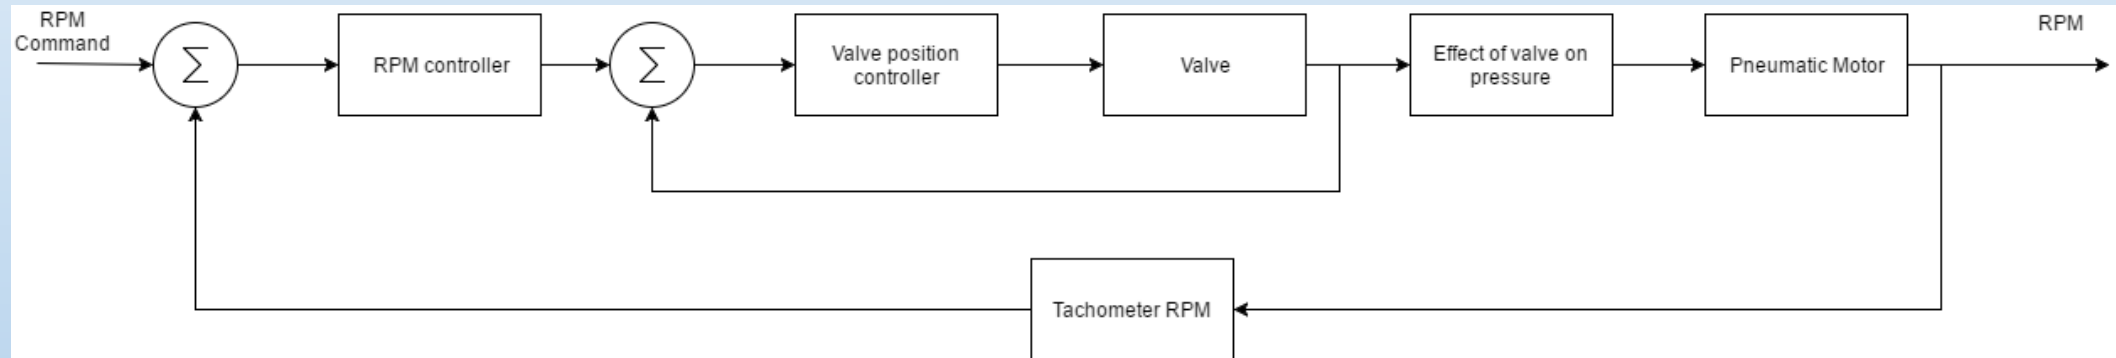 RPM
Command
Σ
RPM controller
Σ
Valve position
controller
Valve
Effect of valve on
pressure
Pneumatic Motor
RPM
Tachometer RPM